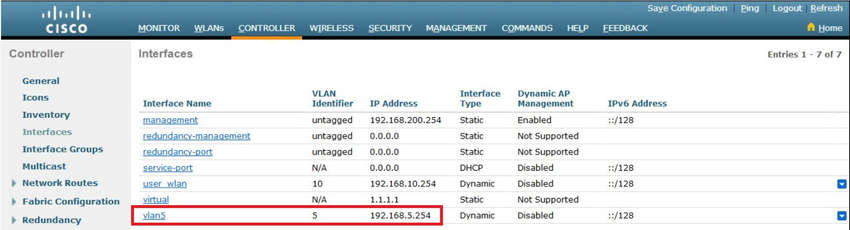 Save Configuration Ping Logout Refresh
CISCO MONITOR WLANs CONTROLLER WIRELESS SECURITY MANAGEMENT COMMANDS HELP FEEDBACK Home
Controller
General
Icons
Inventory
Interfaces
Interface Groups
Multicast
Network Routes
Fabric Configuration
Redundancy
Interfaces Entries 1 - 7 of 7
Interface Name VLAN Identifier IP Address Interface Type Dynamic AP Management IPv6 Address
management untagged 192.168.200.254 Static Enabled ::/128
redundancy-management untagged 0.0.0.0 Static Not Supported
redundancy-port untagged 0.0.0.0 Static Not Supported
service-port N/A 0.0.0.0 DHCP Disabled ::/128
user_wlan 10 192.168.10.254 Dynamic Disabled ::/128
virtual N/A 1.1.1.1 Static Not Supported
vlan5 5 192.168.5.254 Dynamic Disabled ::/128